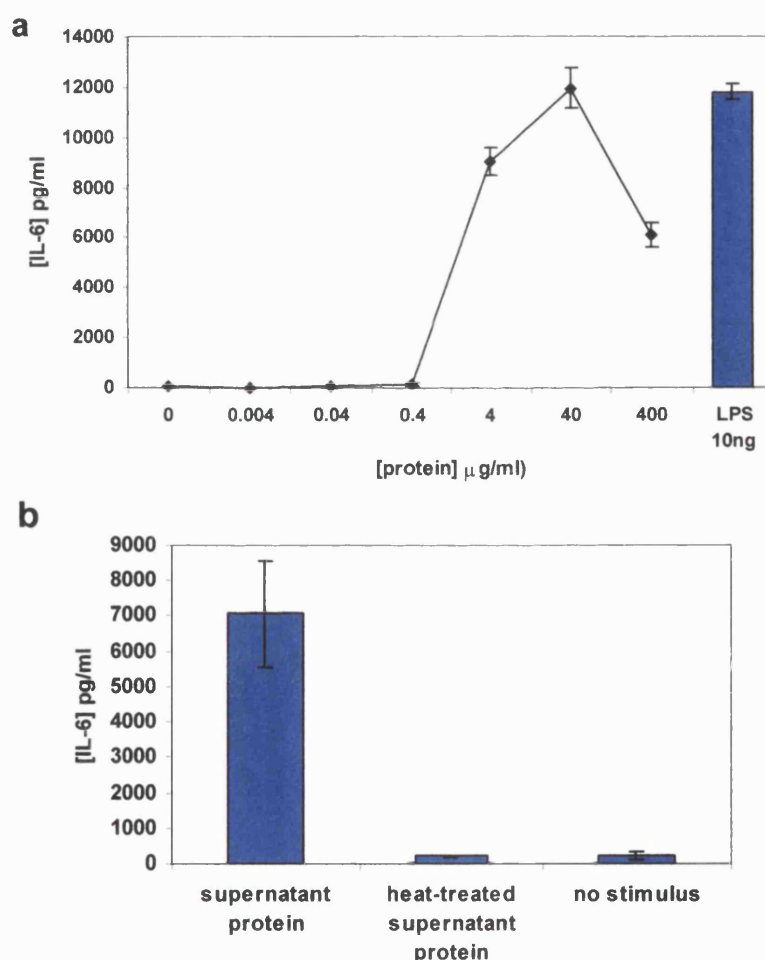 a
14000
12000
10000
8000
6000
4000
2000
0
[IL-6] pg/ml
0 0.004 0.04 0.4 4 40 400 LPS
10ng
[protein] μg/ml)
b
9000
8000
7000
6000
5000
4000
3000
2000
1000
0
[IL-6] pg/ml
supernatant protein
heat-treated supernatant protein
no stimulus